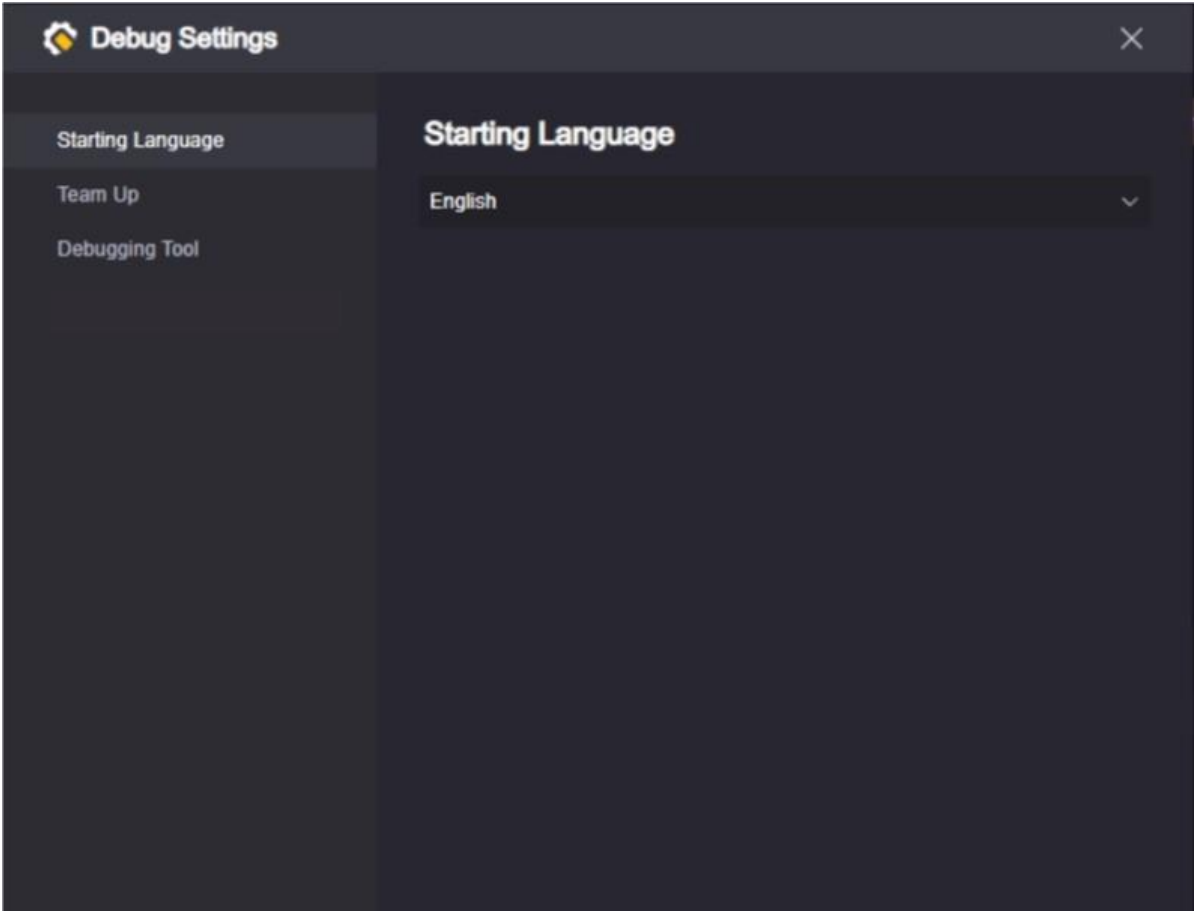 Debug Settings
Starting Language
Team Up
Debugging Tool
Starting Language
English